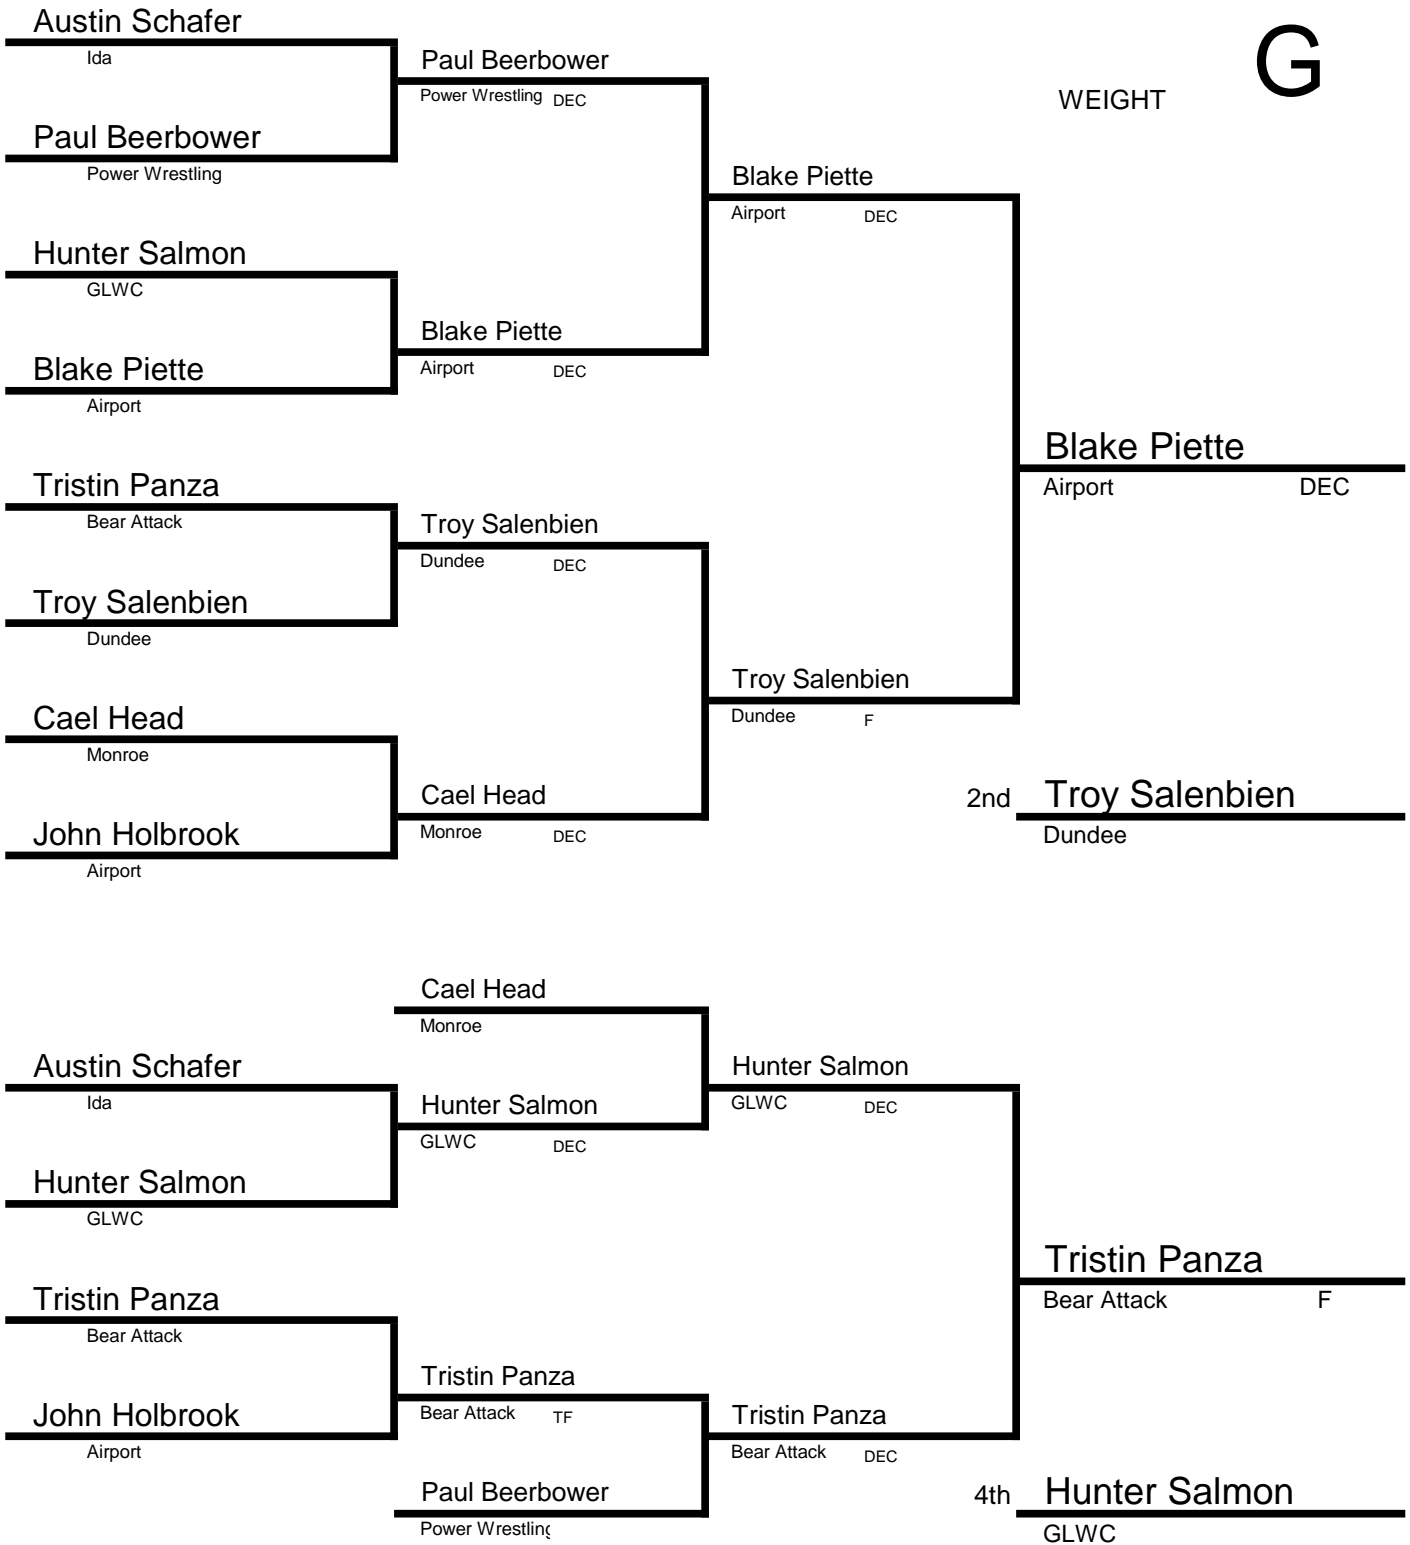 Austin Schafer
Ida
Paul Beerbower
Power Wrestling DEC
G
WEIGHT
Paul Beerbower
Power Wrestling
Blake Piette
Airport DEC
Hunter Salmon
GLWC
Blake Piette
Airport DEC
Blake Piette
Airport
Blake Piette
Airport DEC
Tristin Panza
Bear Attack
Troy Salenbien
Dundee DEC
Troy Salenbien
Dundee
Troy Salenbien
Dundee F
Cael Head
Monroe
Cael Head
Monroe DEC
2nd Troy Salenbien
Dundee
John Holbrook
Airport
Cael Head
Monroe
Austin Schafer
Ida
Hunter Salmon
GLWC DEC
Hunter Salmon
GLWC DEC
Hunter Salmon
GLWC
Tristin Panza
Bear Attack F
Tristin Panza
Bear Attack
Tristin Panza
Bear Attack TF
John Holbrook
Airport
Tristin Panza
Bear Attack DEC
Paul Beerbower
Power Wrestling
4th Hunter Salmon
GLWC